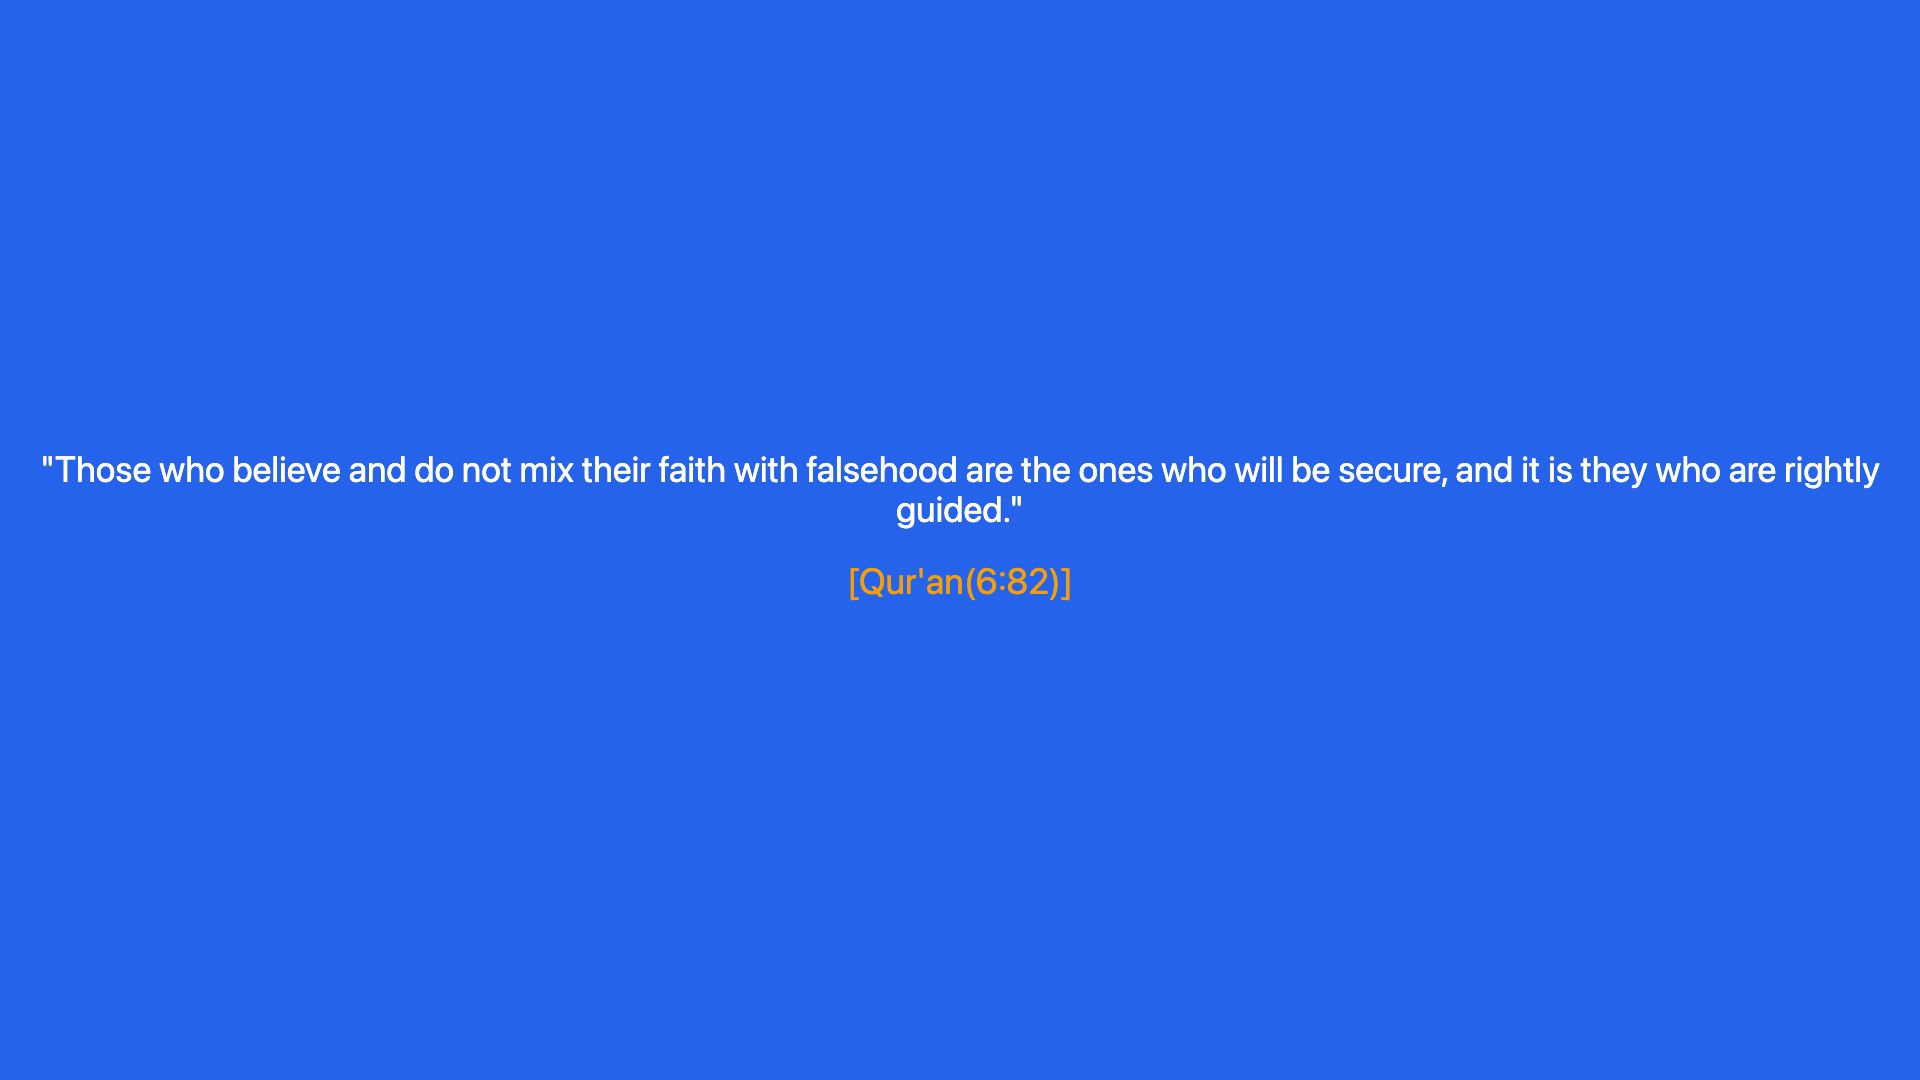 "Those who believe and do not mix their faith with falsehood are the ones who will be secure, and it is they who are rightly
guided."
[Qur'an(6:82)]